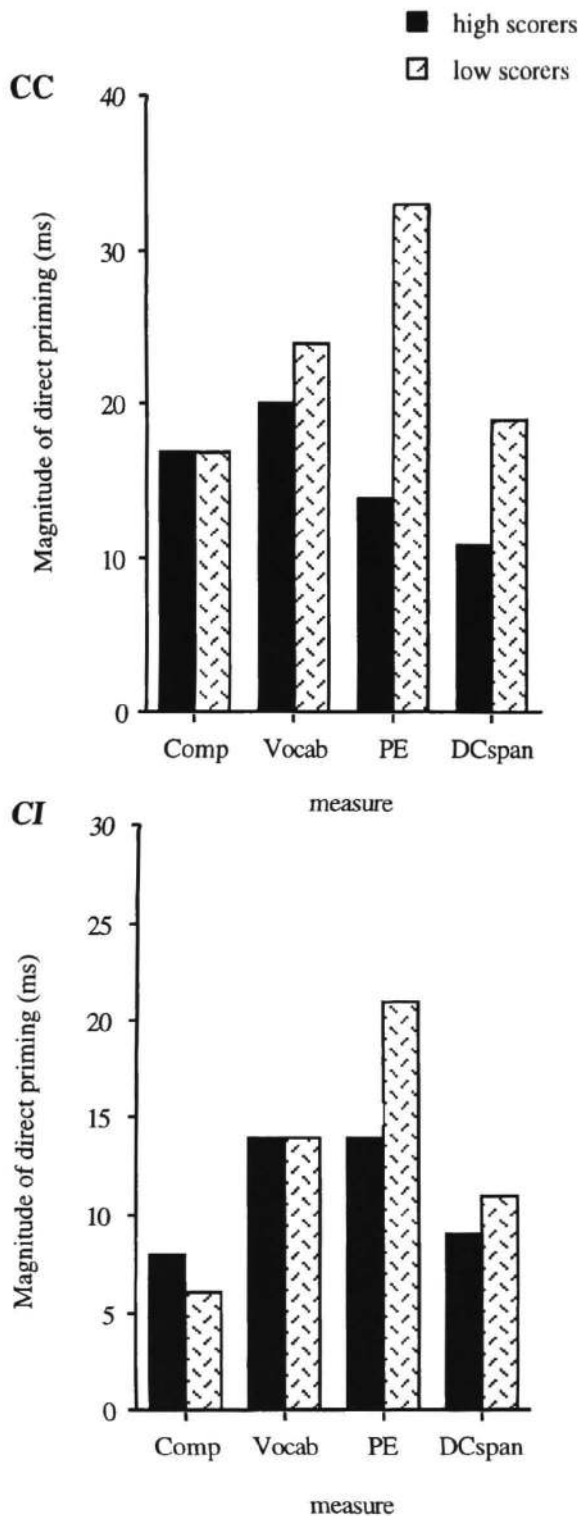 high scorers
low scorers
CC
40
30
20
10
0
Magnitude of direct priming (ms)
Comp Vocab PE DCspan
measure
CI
30
25
20
15
10
5
0
Magnitude of direct priming (ms)
Comp Vocab PE DCspan
measure